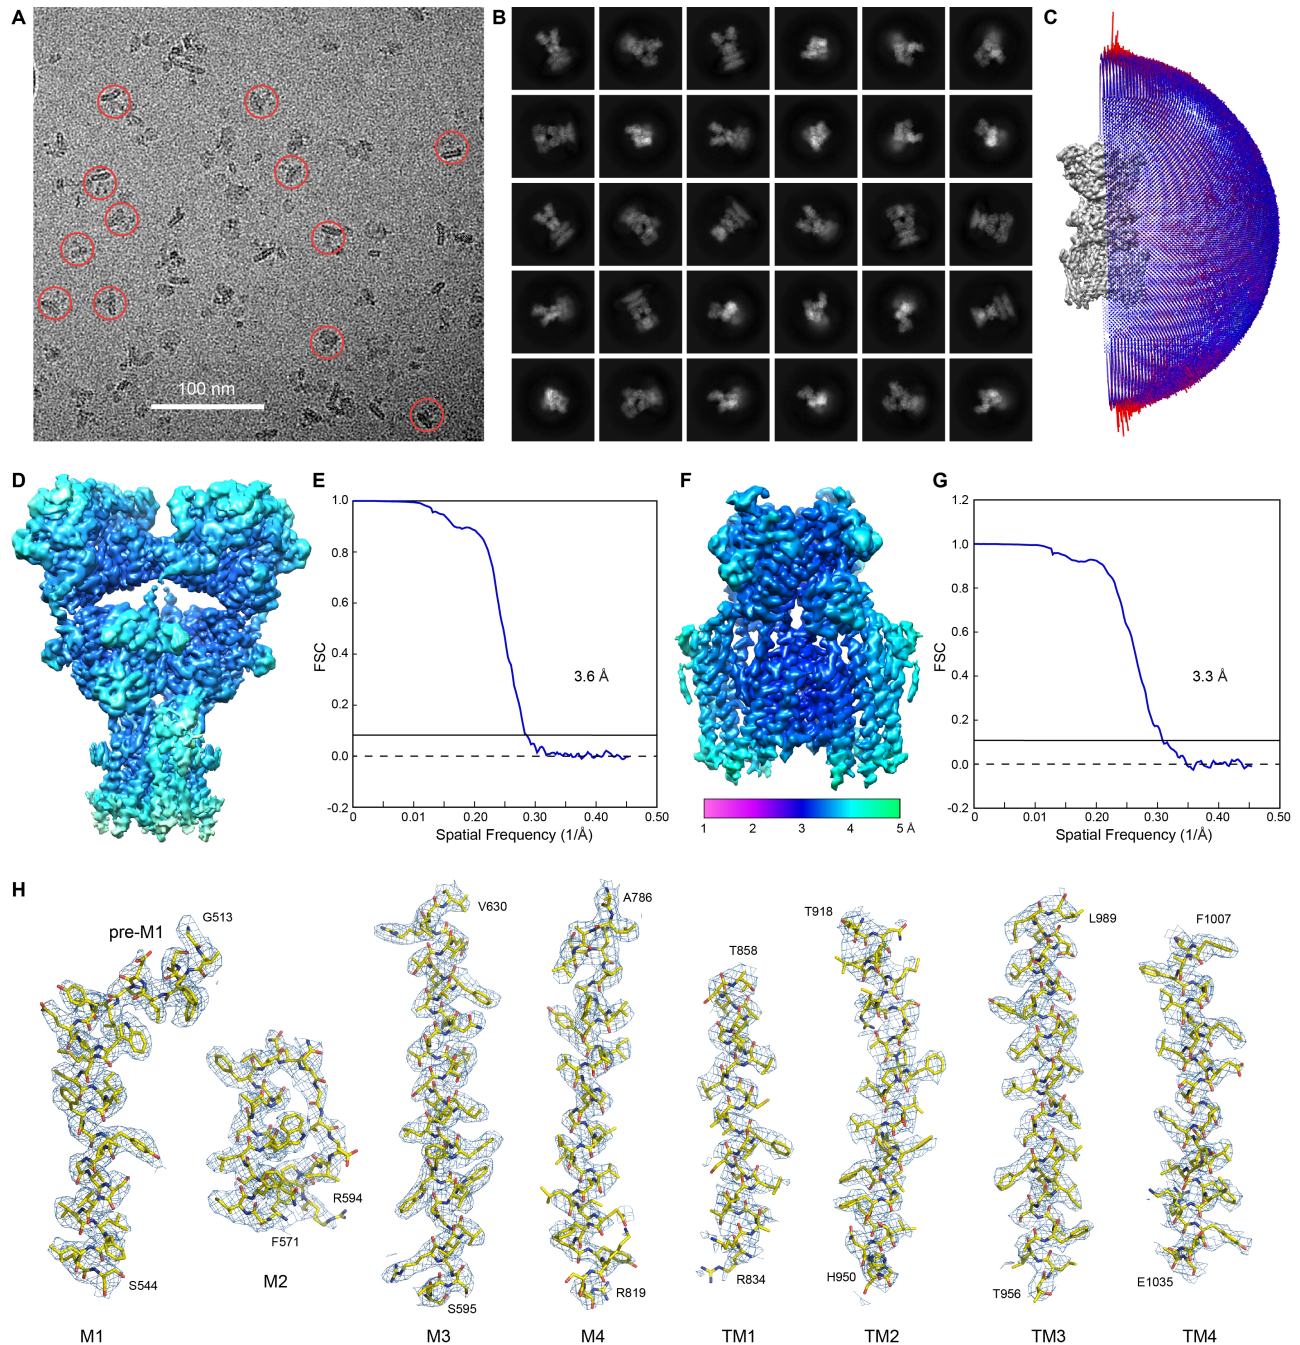 A
B
C
100 nm
D
E
F
G
1.0
0.8
0.6
0.4
0.2
0.0
-0.2
FSC
3.6 Å
0
0.01
0.20
0.30
0.40
0.50
Spatial Frequency (1/Å)
1
2
3
4
5 Å
1.2
1.0
0.8
0.6
0.4
0.2
0.0
-0.2
FSC
3.3 Å
0
0.01
0.20
0.30
0.40
0.50
Spatial Frequency (1/Å)
H
pre-M1
G513
S544
M1
R594
F571
M2
V630
S595
M3
A786
R819
M4
T858
R834
TM1
T918
H950
TM2
L989
T956
TM3
F1007
E1035
TM4